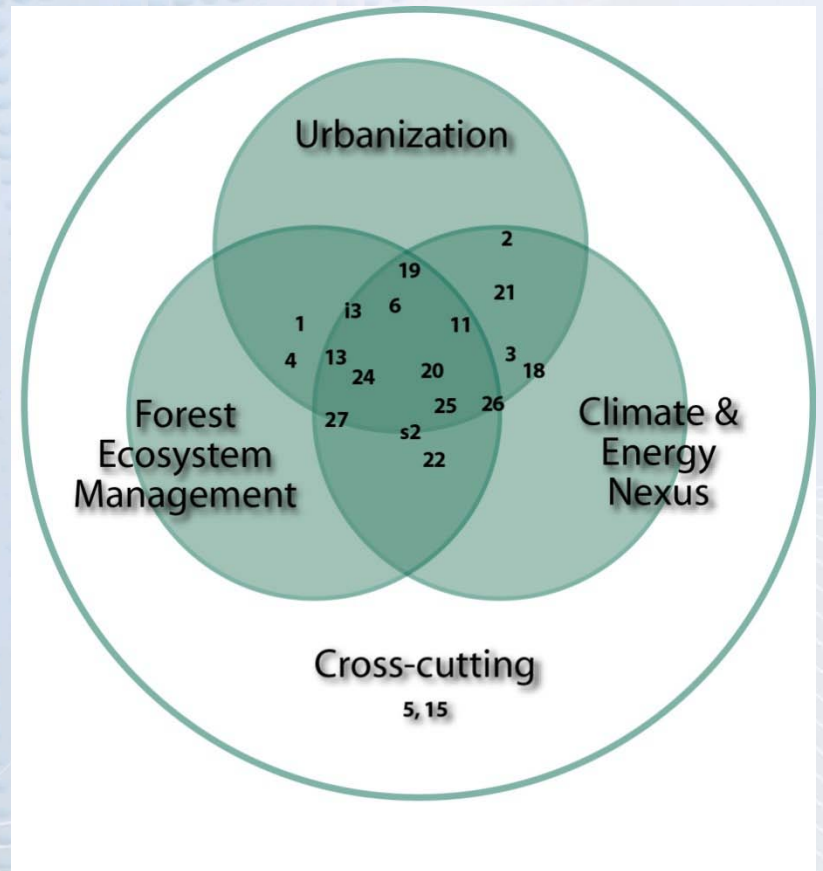 Urbanization
2
19
21
i3
6
1
11
3
13
4
18
20
24
26
25
Forest
Ecosystem
Management
27
s2
22
Climate &
Energy
Nexus
Cross-cutting
5, 15